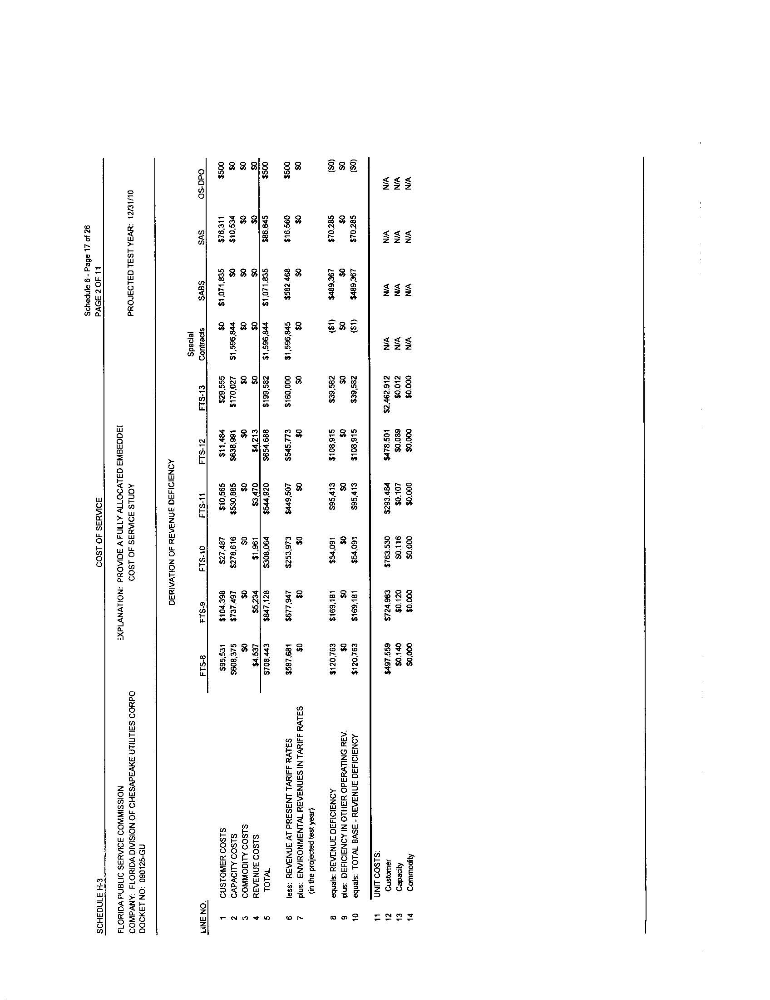 Schedule 6 - Page 17 of 26
SCHEDULE H-3 COST OF SERVICE PAGE 2 OF 11
FLORIDA PUBLIC SERVICE COMMISSION EXPLANATION: PROVIDE A FULLY ALLOCATED EMBEDDED
COMPANY: FLORIDA DIVISION OF CHESAPEAKE UTILITIES CORPO COST OF SERVICE STUDY PROJECTED TEST YEAR: 12/31/10
DOCKET NO: 090125-GU
DERIVATION OF REVENUE DEFICIENCY
Special
LINE NO. FTS-8 FTS-9 FTS-10 FTS-11 FTS-12 FTS-13 Contracts SABS SAS OS-DPO
1 CUSTOMER COSTS $95,531 $104,398 $27,487 $10,565 $11,484 $29,555 $0 $1,071,835 $76,311 $500
2 CAPACITY COSTS $608,375 $737,497 $278,616 $530,885 $638,991 $170,027 $1,596,844 $0 $10,534 $0
3 COMMODITY COSTS $0 $0 $0 $0 $0 $0 $0 $0 $0 $0
4 REVENUE COSTS $4,537 $5,234 $1,961 $3,470 $4,213 $0 $0 $0 $0 $0
5 TOTAL $708,443 $847,128 $308,064 $544,920 $654,688 $199,582 $1,596,844 $1,071,835 $86,845 $500
6 less: REVENUE AT PRESENT TARIFF RATES $587,681 $677,947 $253,973 $449,507 $545,773 $160,000 $1,596,845 $582,468 $16,560 $500
7 plus: ENVIRONMENTAL REVENUES IN TARIFF RATES $0 $0 $0 $0 $0 $0 $0 $0 $0 $0
(in the projected test year)
8 equals: REVENUE DEFICIENCY $120,763 $169,181 $54,091 $95,413 $108,915 $39,582 ($1) $489,367 $70,285 ($0)
9 plus: DEFICIENCY IN OTHER OPERATING REV. $0 $0 $0 $0 $0 $0 $0 $0 $0 $0
10 equals: TOTAL BASE - REVENUE DEFICIENCY $120,763 $169,181 $54,091 $95,413 $108,915 $39,582 ($1) $489,367 $70,285 ($0)
11 UNIT COSTS:
12 Customer $497.559 $724.983 $763.530 $293.484 $478.501 $2,462.912 N/A N/A N/A N/A
13 Capacity $0.140 $0.120 $0.116 $0.107 $0.089 $0.012 N/A N/A N/A N/A
14 Commodity $0.000 $0.000 $0.000 $0.000 $0.000 $0.000 N/A N/A N/A N/A